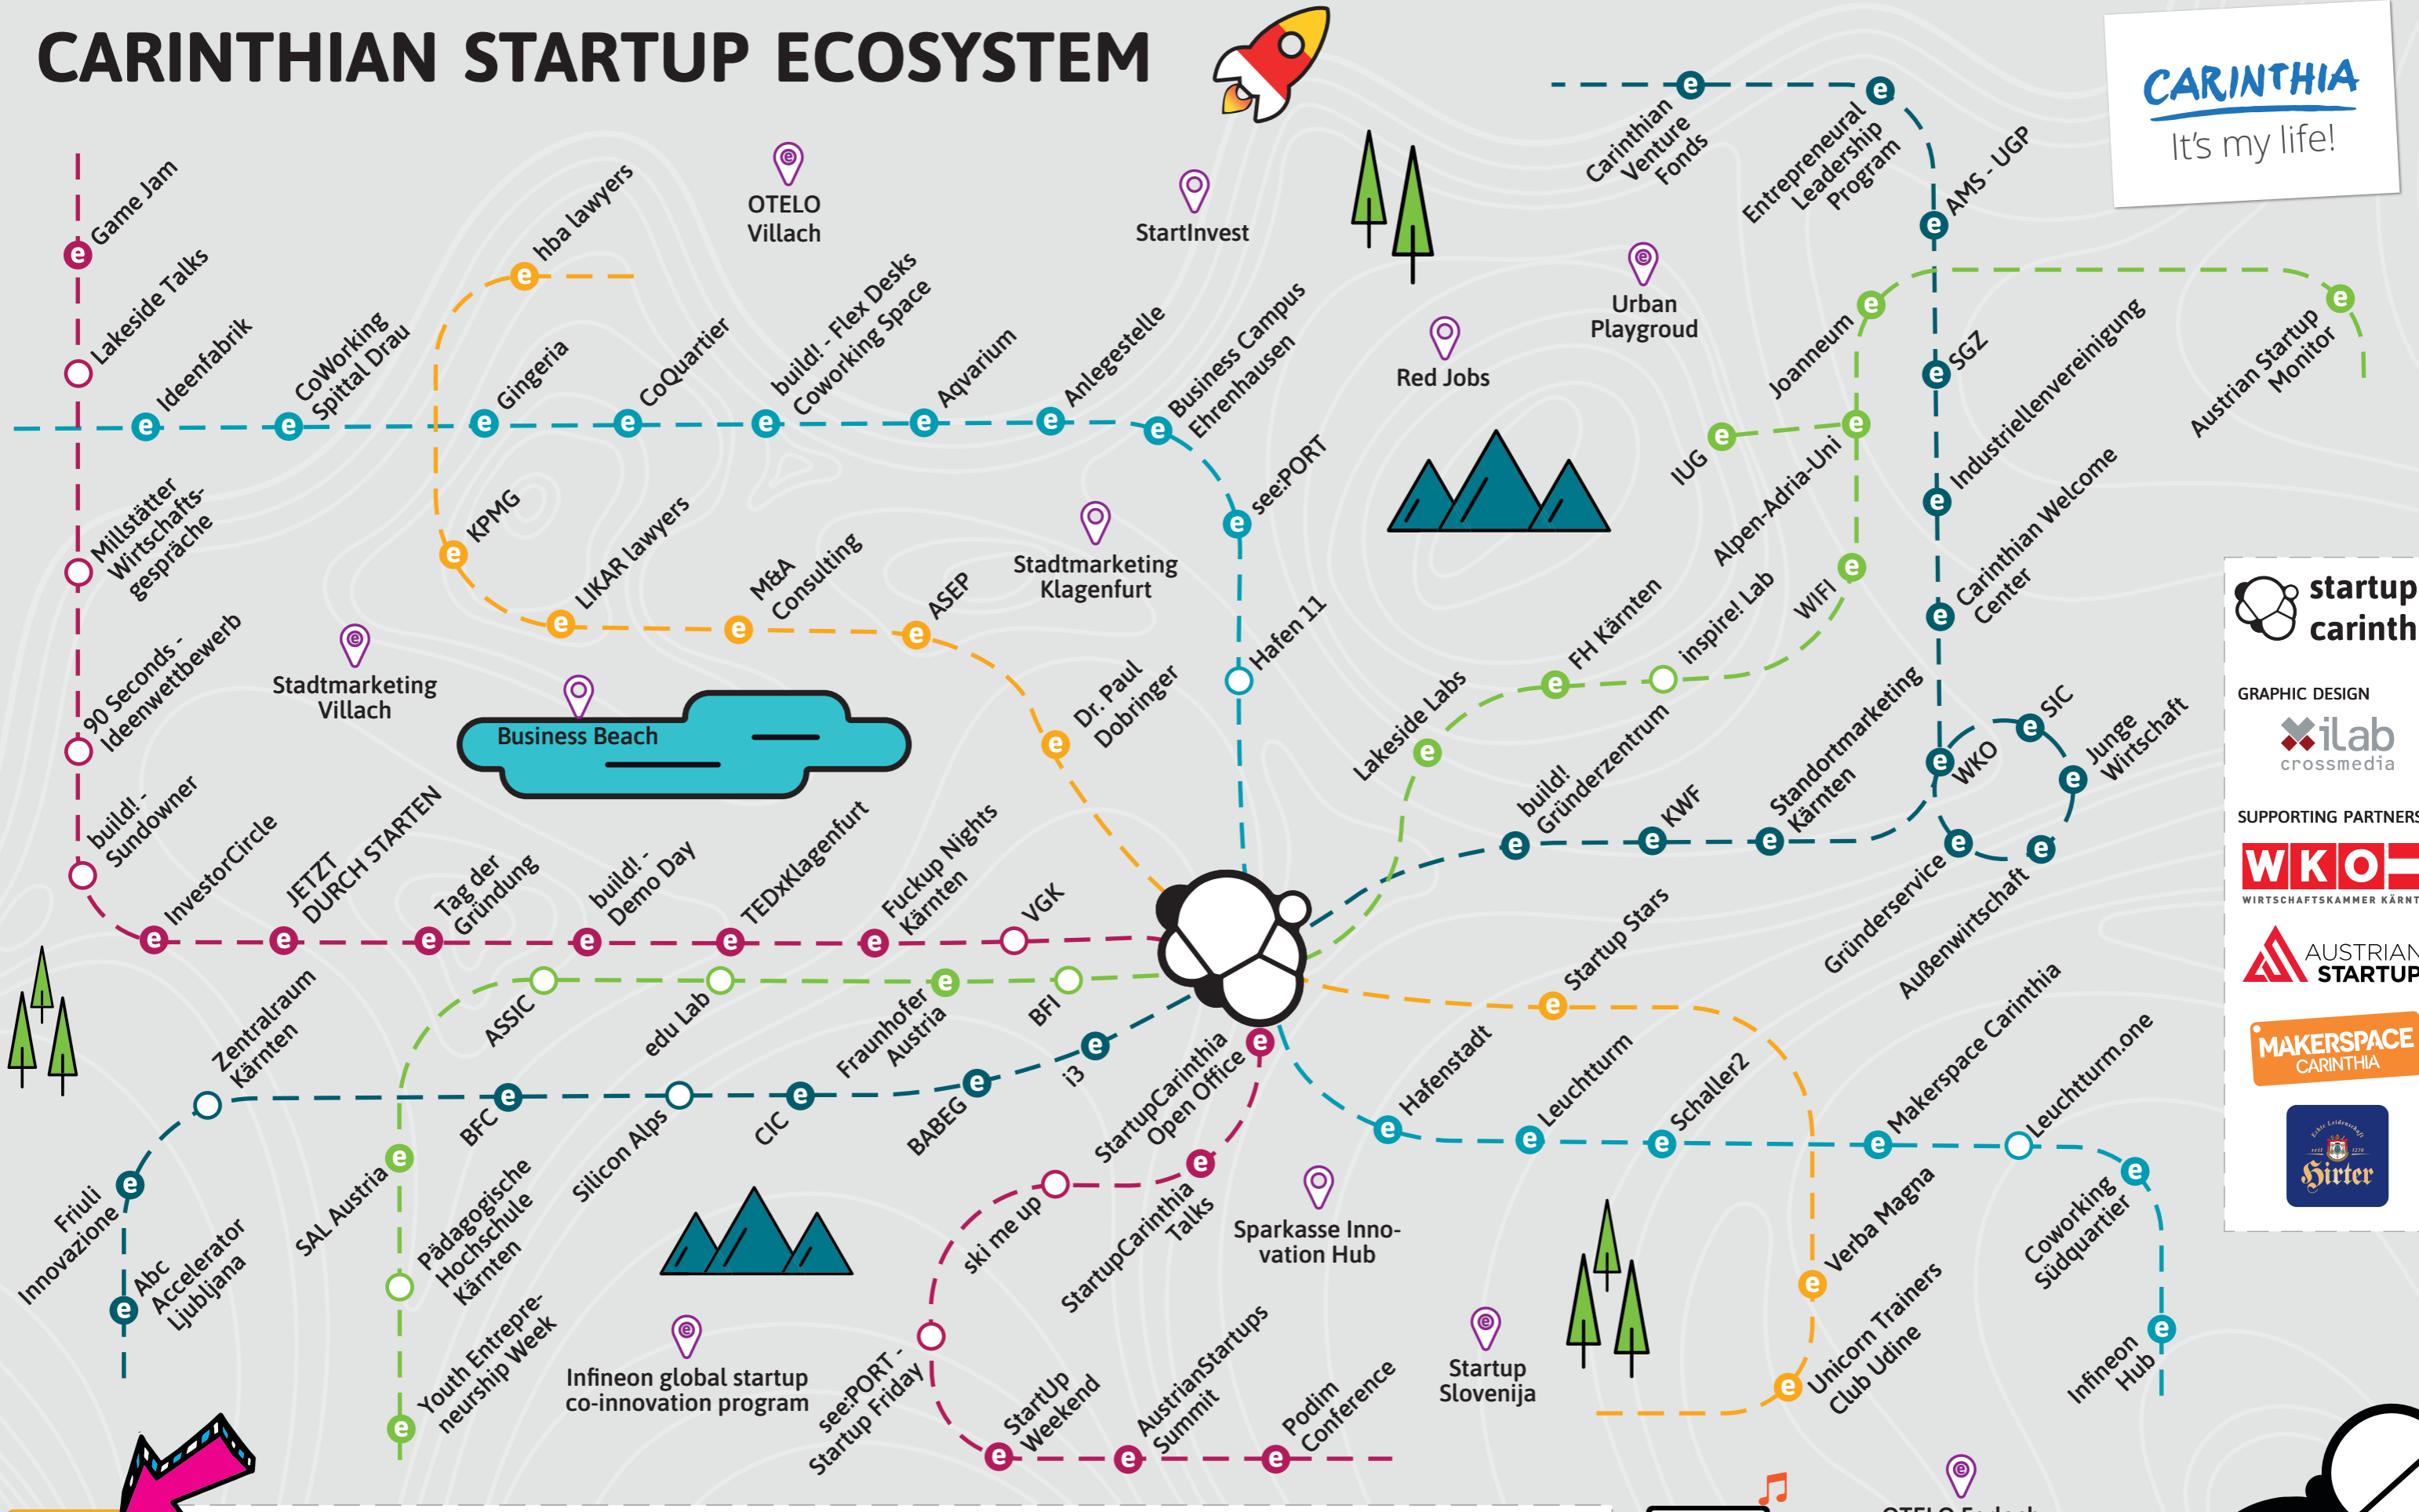 CARINTHIAN STARTUP ECOSYSTEM
CARINTHIA
It's my life!
Game Jam
Lakeside Talks
Millstätter
Wirtschafts-
gespräche
90 Seconds -
Ideenwettbewerb
build! -
Sundowner
InvestorCircle
JETZT
DURCH STARTEN
Tag der
Gründung
build! -
Demo Day
TEDxKlagenfurt
Fuckup Nights
Kärnten
VGK
Ideenfabrik
CoWorking
Spittal Drau
Gingeria
CoQuartier
build! - Flex Desks
Coworking Space
Aqvarium
Anlegestelle
Business Campus
Ehrenhausen
see:PORT
Hafen 11
hba lawyers
KPMG
LIKAR lawyers
M&A
Consulting
ASEP
Dr. Paul
Dobringer
OTELO
Villach
StartInvest
Stadtmarketing
Klagenfurt
Stadtmarketing
Villach
Business Beach
Red Jobs
Urban
Playgroud
Carinthian
Venture
Fonds
Entrepreneural
Leadership
Program
AMS - UGP
SGZ
Industriellenvereinigung
Carinthian Welcome
Center
WKO
SIC
Junge
Wirtschaft
Außenwirtschaft
Gründerservice
Standortmarketing
Kärnten
KWF
build!
Gründerzentrum
Austrian Startup
Monitor
Joanneum
IUG
Alpen-Adria-Uni
WIFI
inspire! Lab
FH Kärnten
Lakeside Labs
startup
carinth
GRAPHIC DESIGN
iLab
crossmedia
SUPPORTING PARTNERS
WKO
WIRTSCHAFTSKAMMER KÄRNT
AUSTRIAN
STARTUP
MAKERSPACE
CARINTHIA
Echte Leidenschaft
seit 1270
Hirter
ASSIC
edu Lab
Fraunhofer
Austria
BFI
SAL Austria
Pädagogische
Hochschule
Kärnten
Youth Entrepre-
neurship Week
Zentralraum
Kärnten
BFC
Silicon Alps
CIC
BABEG
i3
Friuli
Innovazione
Abc
Accelerator
Ljubljana
StartupCarinthia
Open Office
StartupCarinthia
Talks
ski me up
see:PORT -
Startup Friday
StartUp
Weekend
AustrianStartups
Summit
Podim
Conference
Infineon global startup
co-innovation program
Sparkasse Inno-
vation Hub
Startup
Slovenija
Startup Stars
Verba Magna
Unicorn Trainers
Club Udine
Hafenstadt
Leuchtturm
Schaller2
Makerspace Carinthia
Leuchtturm.one
Coworking
Südquartier
Infineon
Hub